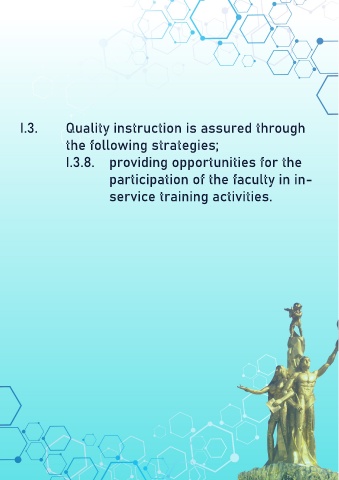 I.3. Quality instruction is assured through
the following strategies;
I.3.8. providing opportunities for the
participation of the faculty in in-
service training activities.